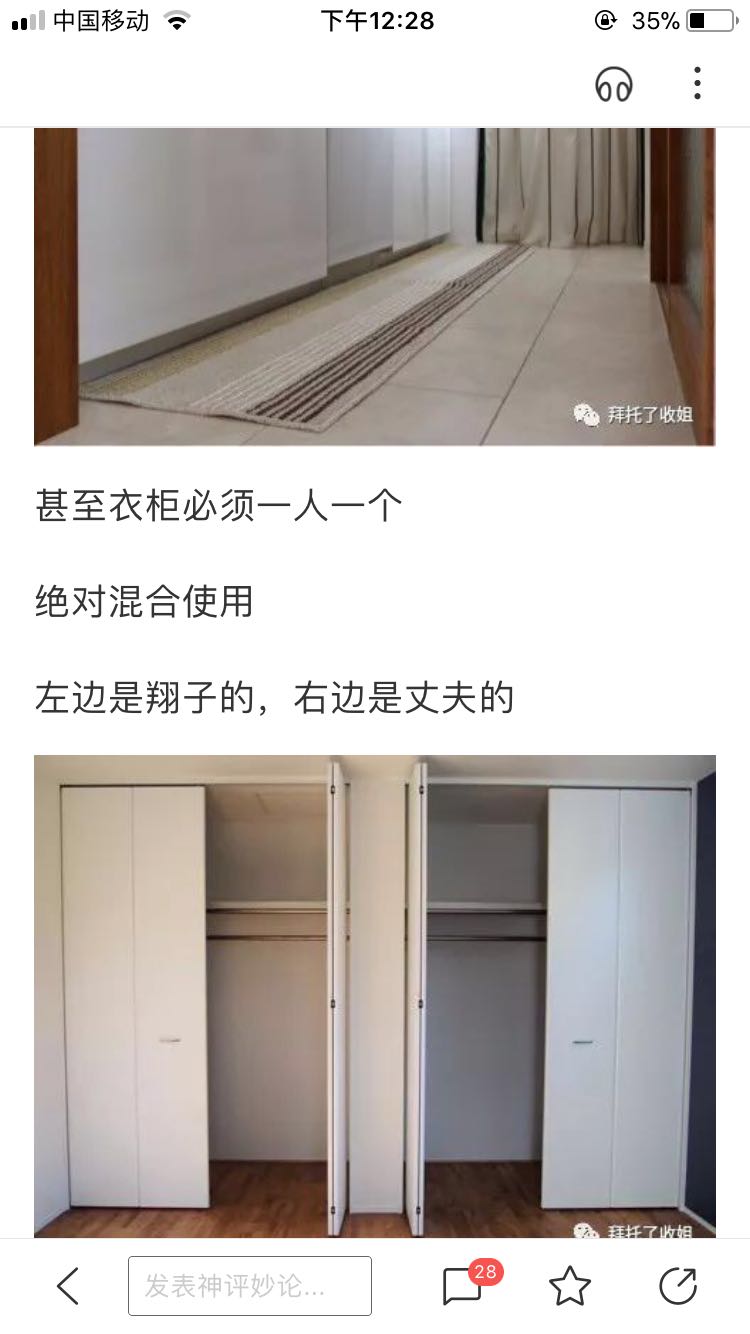 中国移动
下午12:28
35%
拜托了收姐
甚至衣柜必须一人一个
绝对混合使用
左边是翔子的，右边是丈夫的
拜托了收姐
发表神评妙论...
28